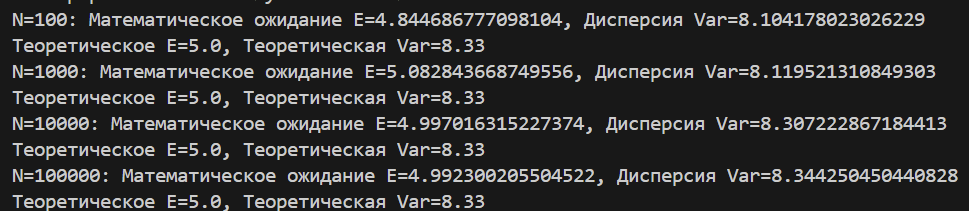 N=100: Математическое ожидание E=4.844686777098104, Дисперсия Var=8.104178023026229
Теоретическое E=5.0, Теоретическая Var=8.33
N=1000: Математическое ожидание E=5.082843668749556, Дисперсия Var=8.119521310849303
Теоретическое E=5.0, Теоретическая Var=8.33
N=10000: Математическое ожидание E=4.997016315227374, Дисперсия Var=8.307222867184413
Теоретическое E=5.0, Теоретическая Var=8.33
N=100000: Математическое ожидание E=4.992300205504522, Дисперсия Var=8.344250450440828
Теоретическое E=5.0, Теоретическая Var=8.33